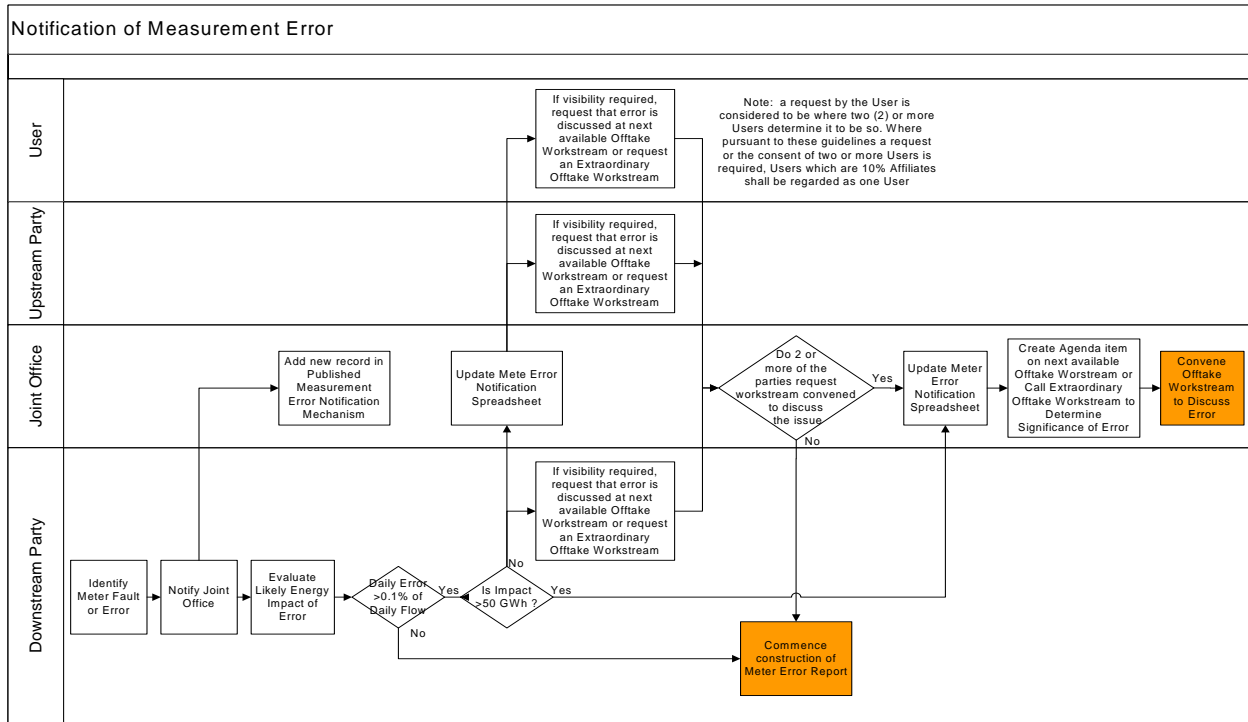 Notification of Measurement Error
User
If visibility required,
request that error is
discussed at next
available Offtake
Workstream or request
an Extraordinary
Offtake Workstream
Note: a request by the User is
considered to be where two (2) or more
Users determine it to be so. Where
pursuant to these guidelines a request
or the consent of two or more Users is
required, Users which are 10% Affiliates
shall be regarded as one User
Upstream Party
If visibility required,
request that error is
discussed at next
available Offtake
Workstream or request
an Extraordinary
Offtake Workstream
Joint Office
Add new record in
Published
Measurement
Error Notification
Mechanism
Update Mete Error
Notification
Spreadsheet
Do 2 or
more of the
parties request
workstream convened
to discuss
the issue
Yes
No
Update Meter
Error
Notification
Spreadsheet
Create Agenda item
on next available
Offtake Worstream or
Call Extraordinary
Offtake Workstream to
Determine
Significance of Error
Convene
Offtake
Workstream
to Discuss
Error
Downstream Party
If visibility required,
request that error is
discussed at next
available Offtake
Workstream or request
an Extraordinary
Offtake Workstream
Identify
Meter Fault
or Error
Notify Joint
Office
Evaluate
Likely Energy
Impact of
Error
Daily Error
>0.1% of
Daily Flow
Yes
No
Is Impact
>50 GWh ?
No
Yes
Commence
construction of
Meter Error Report